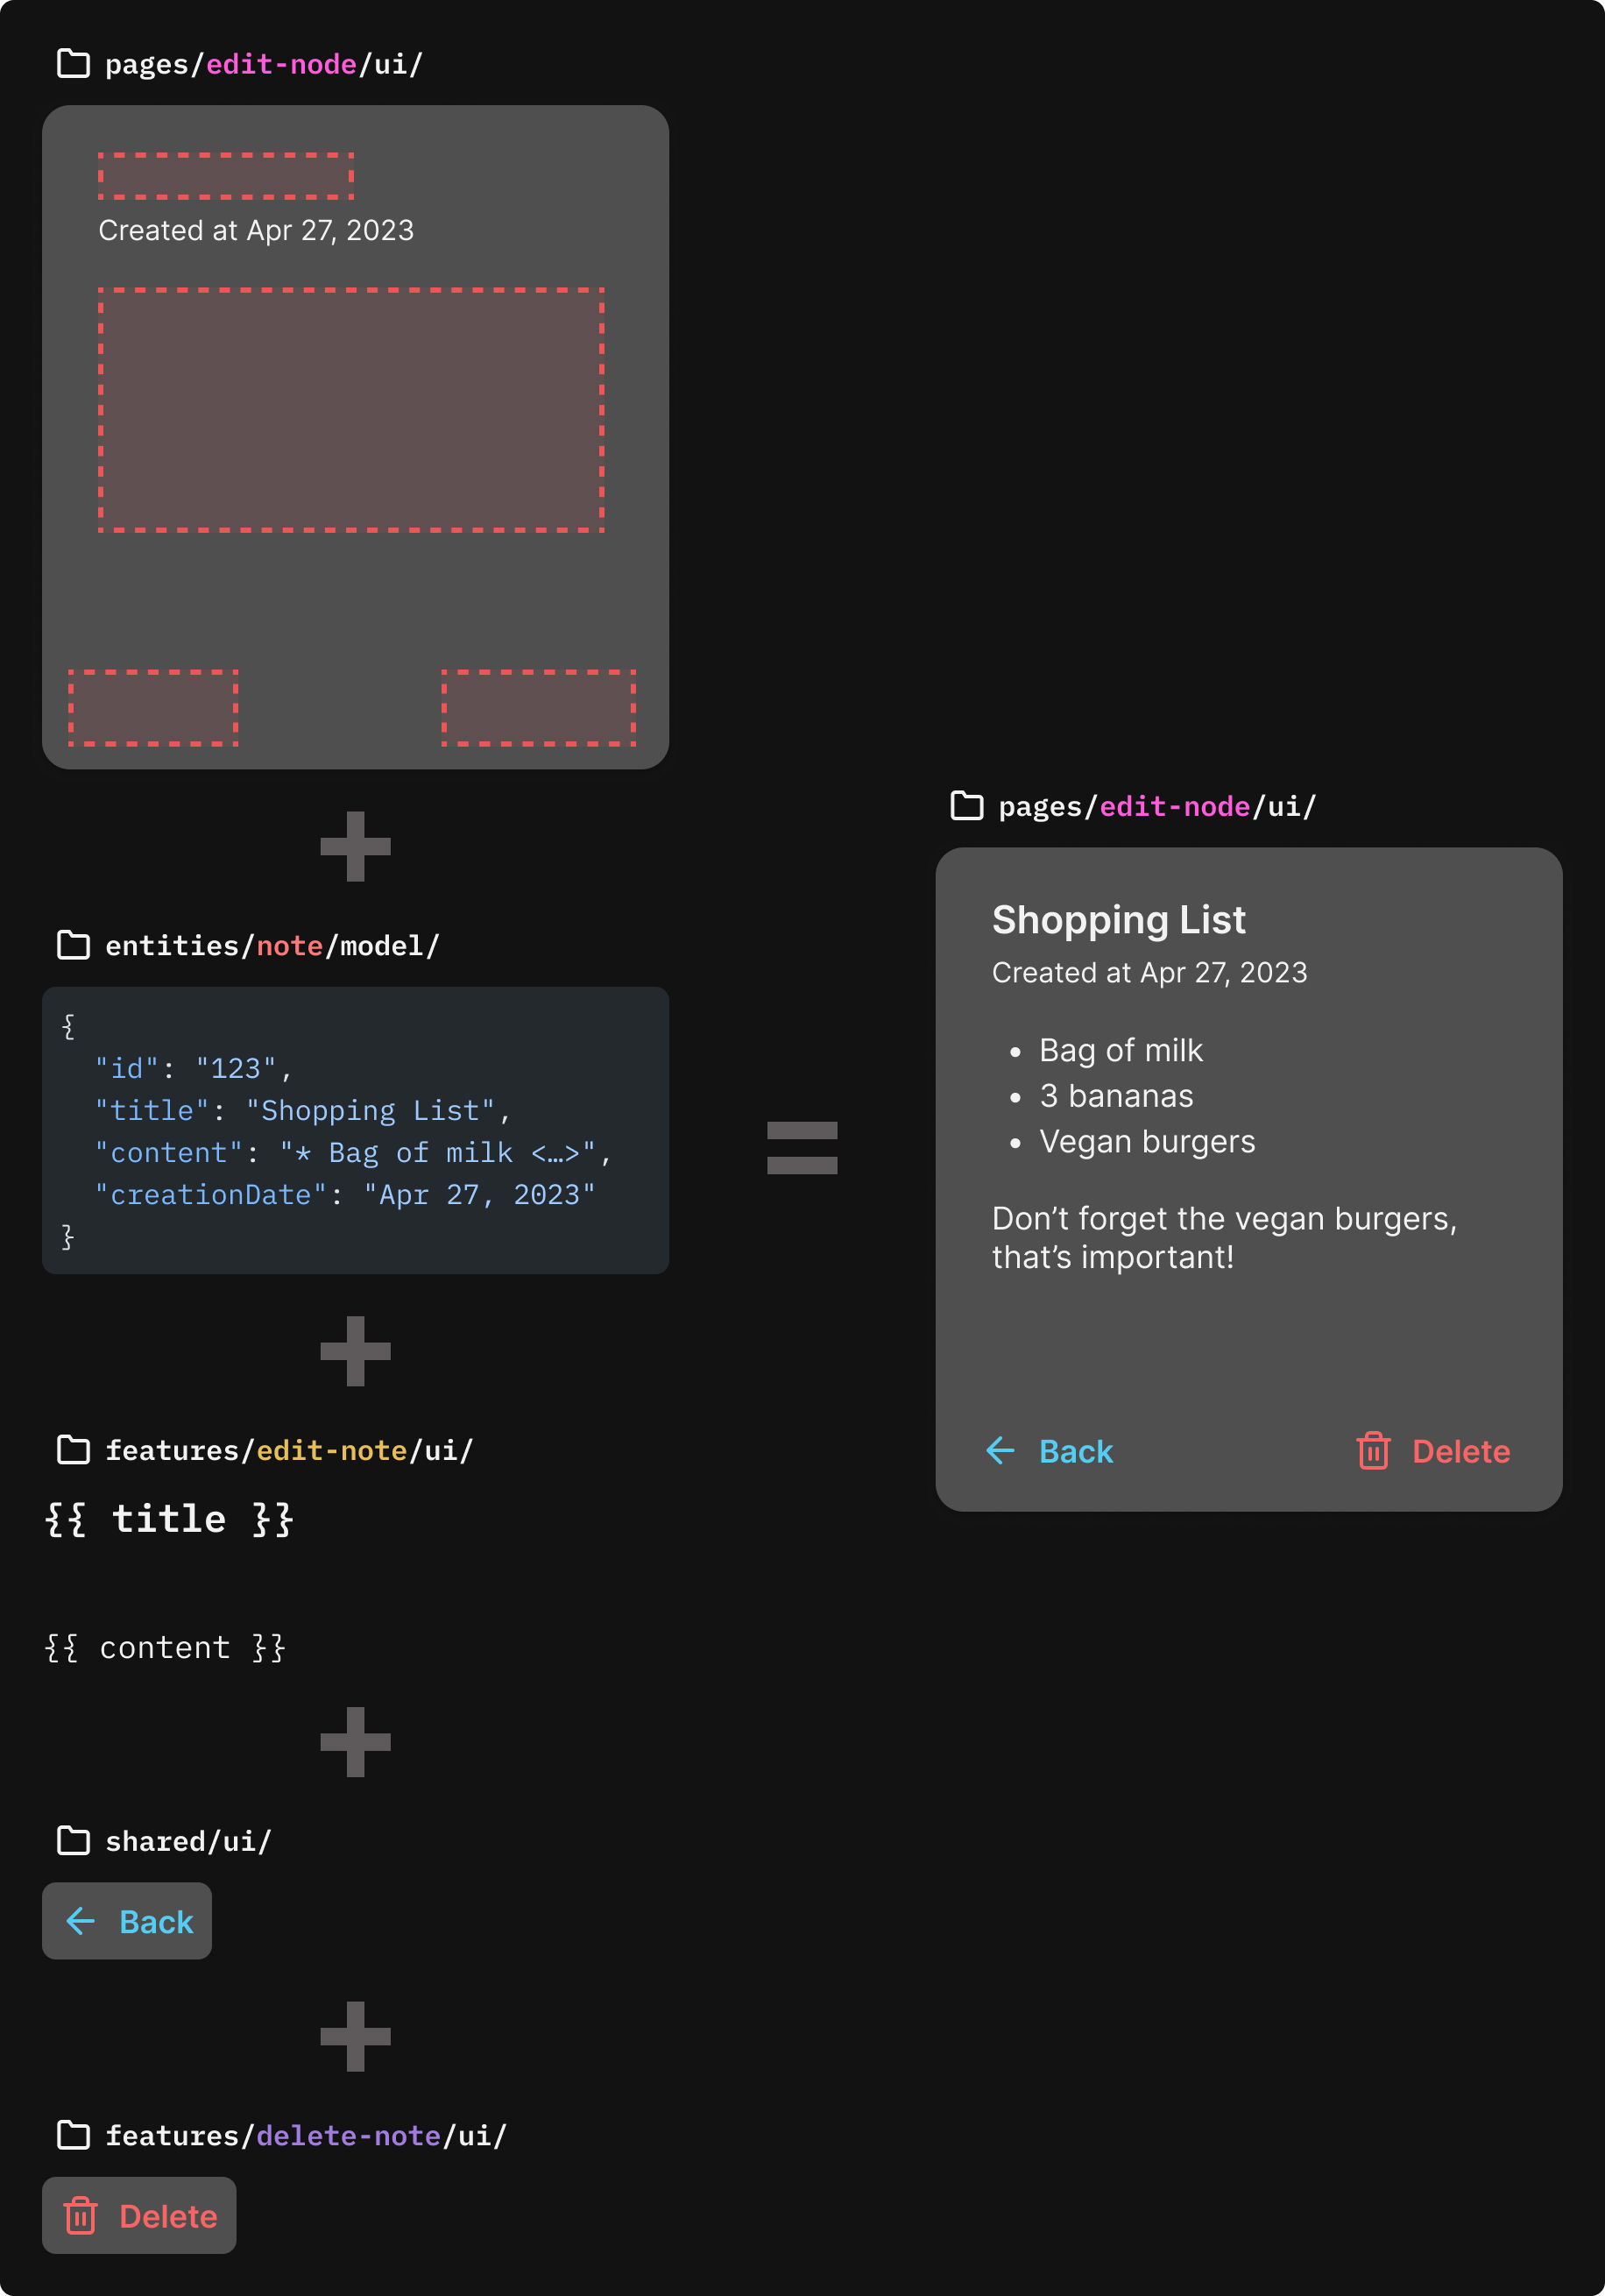 pages/edit-node/ui/
Created at Apr 27, 2023
entities/note/model/
{
"id": "123",
"title": "Shopping List",
"content": "* Bag of milk <…>",
"creationDate": "Apr 27, 2023"
}
features/edit-note/ui/
{{ title }}
{{ content }}
shared/ui/
Back
features/delete-note/ui/
Delete
pages/edit-node/ui/
Shopping List
Created at Apr 27, 2023
• Bag of milk
• 3 bananas
• Vegan burgers
Don’t forget the vegan burgers,
that’s important!
Back
Delete